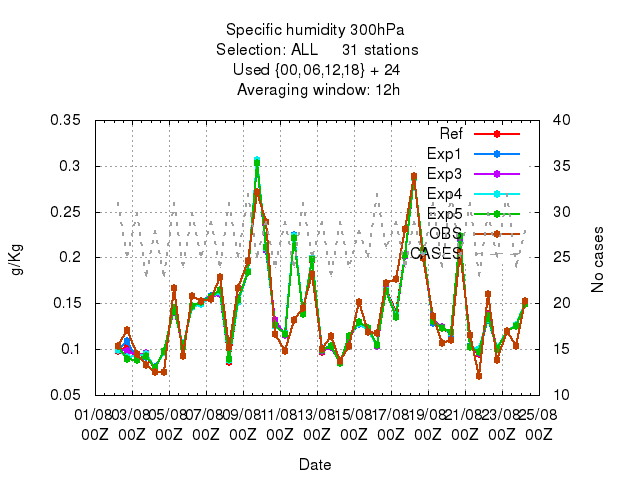 Specific humidity 300hPa
Selection: ALL 31 stations
Used {00,06,12,18} + 24
Averaging window: 12h
0.35
0.3
0.25
0.2
0.15
0.1
0.05
g/Kg
40
35
30
25
20
15
10
No cases
Ref
Exp1
Exp3
Exp4
Exp5
OBS
CASES
01/08 03/08 05/08 07/08 09/08 11/08 13/08 15/08 17/08 19/08 21/08 23/08 25/08
00Z 00Z 00Z 00Z 00Z 00Z 00Z 00Z 00Z 00Z 00Z 00Z 00Z
Date